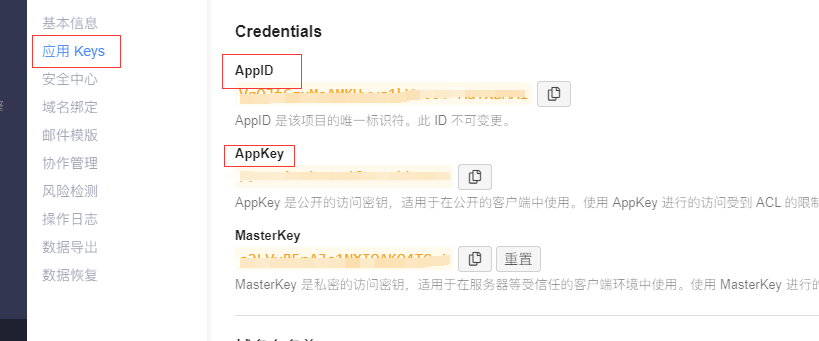 基本信息
应用 Keys
安全中心
域名绑定
邮件模版
协作管理
风险检测
操作日志
数据导出
数据恢复
Credentials
AppID
AppID 是该项目的唯一标识符。此 ID 不可变更。
AppKey
AppKey 是公开的访问密钥，适用于在公开的客户端中使用。使用 AppKey 进行的访问受到 ACL 的限制
MasterKey
重置
MasterKey 是私密的访问密钥，适用于在服务器等受信任的客户端环境中使用。使用 MasterKey 进行的